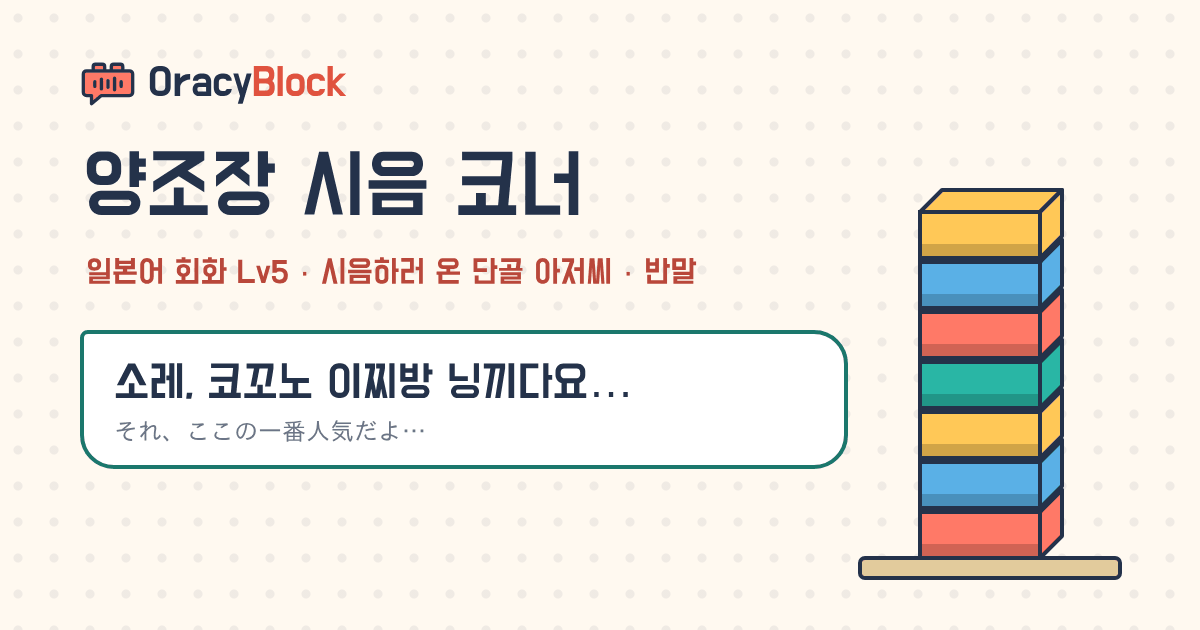 OracyBlock
양조장 시음 코너
일본어 회화 Lv5 · 시음하러 온 단골 아저씨 · 반말
소레, 코꼬노 이찌방 닝끼다요...
それ、ここの一番人気だよ…